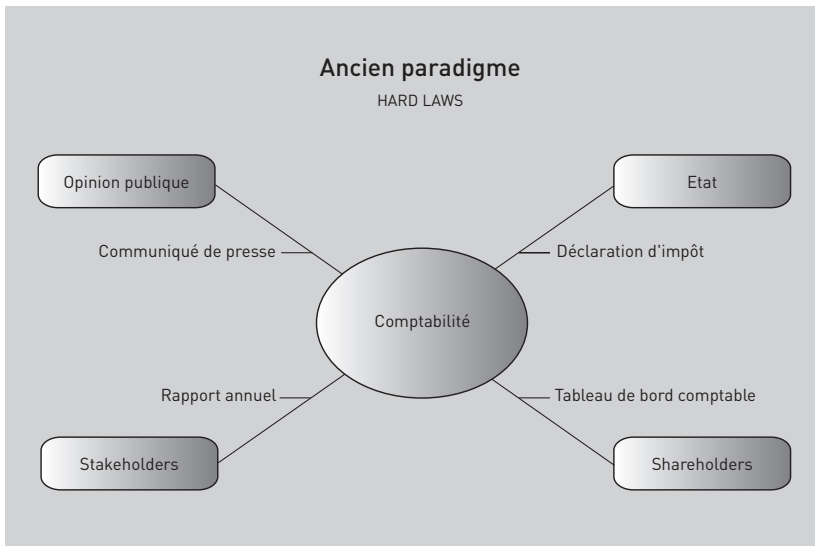 Ancien paradigme
HARD LAWS
Opinion publique
Etat
Communiqué de presse
Déclaration d'impôt
Comptabilité
Rapport annuel
Tableau de bord comptable
Stakeholders
Shareholders